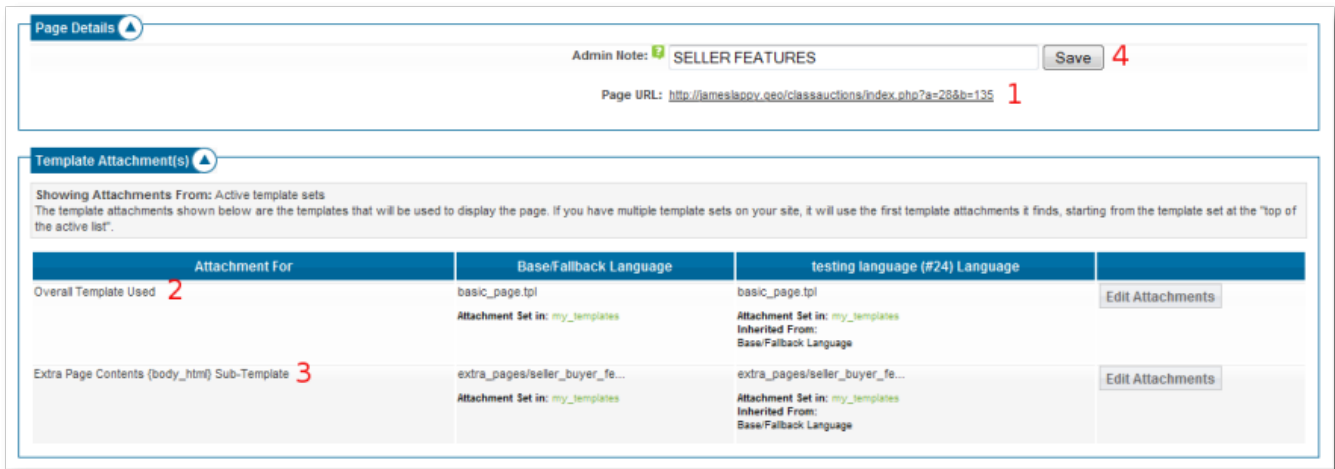 Page Details
Admin Note: SELLER FEATURES Save 4
Page URL: http://jameslappy.geo/classauctions/index.php?a=28&b=135 1
Template Attachment(s)
Showing Attachments From: Active template sets
The template attachments shown below are the templates that will be used to display the page. If you have multiple template sets on your site, it will use the first template attachments it finds, starting from the template set at the "top of
the active list".
Attachment For Base/Fallback Language testing language (#24) Language
Overall Template Used 2 basic_page.tpl basic_page.tpl Edit Attachments
Attachment Set in: my_templates Attachment Set in: my_templates
Inherited From:
Base/Fallback Language
Extra Page Contents {body_html} Sub-Template 3 extra_pages/seller_buyer_fe... extra_pages/seller_buyer_fe... Edit Attachments
Attachment Set in: my_templates Attachment Set in: my_templates
Inherited From:
Base/Fallback Language